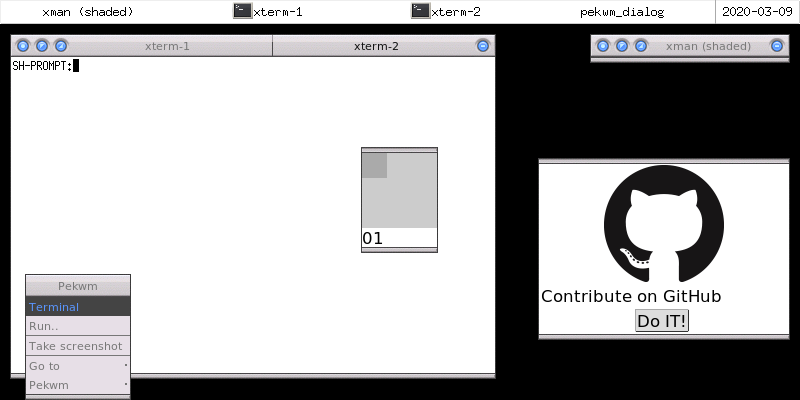 xman (shaded) xterm-1 xterm-2 pekwm_dialog 2020-03-09
xterm-1 xterm-2
xman (shaded)
SH-PROMPT:
01
Contribute on GitHub
Do IT!
Pekwm
Terminal
Run..
Take screenshot
Go to
Pekwm